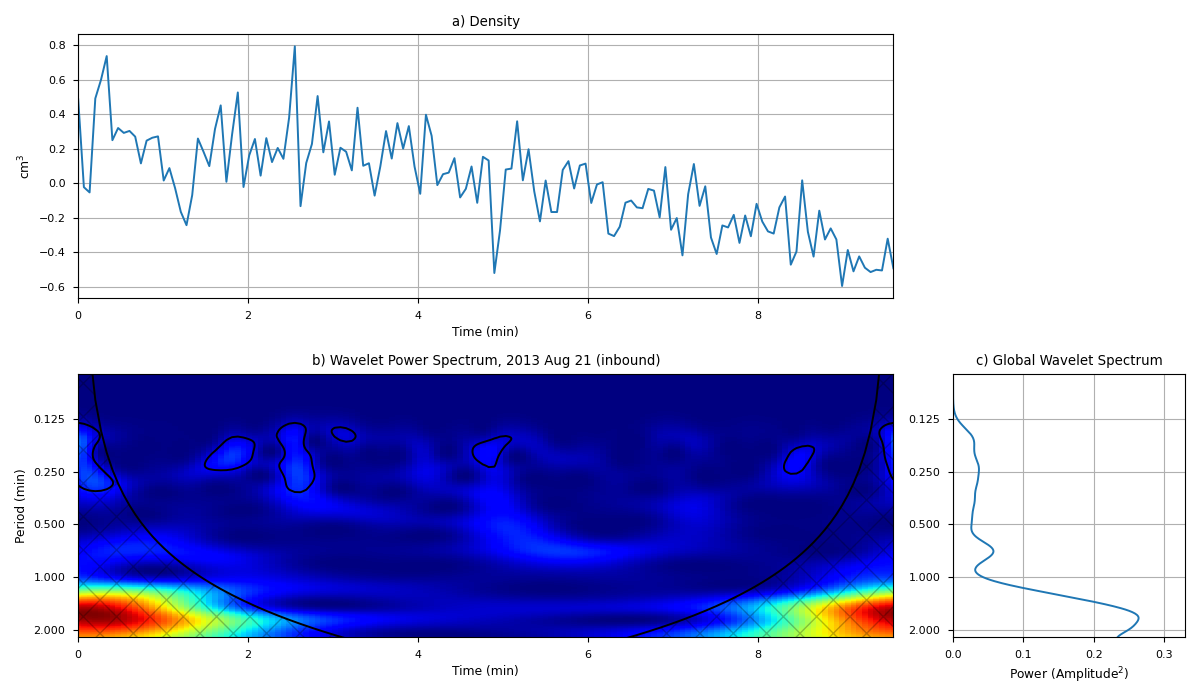 a) Density
0.8
0.6
0.4
0.2
0.0
−0.2
−0.4
−0.6
cm³
0 2 4 6 8
Time (min)
b) Wavelet Power Spectrum, 2013 Aug 21 (inbound)
0.125
0.250
0.500
1.000
2.000
Period (min)
0 2 4 6 8
Time (min)
c) Global Wavelet Spectrum
0.125
0.250
0.500
1.000
2.000
0.0 0.1 0.2 0.3
Power (Amplitude²)